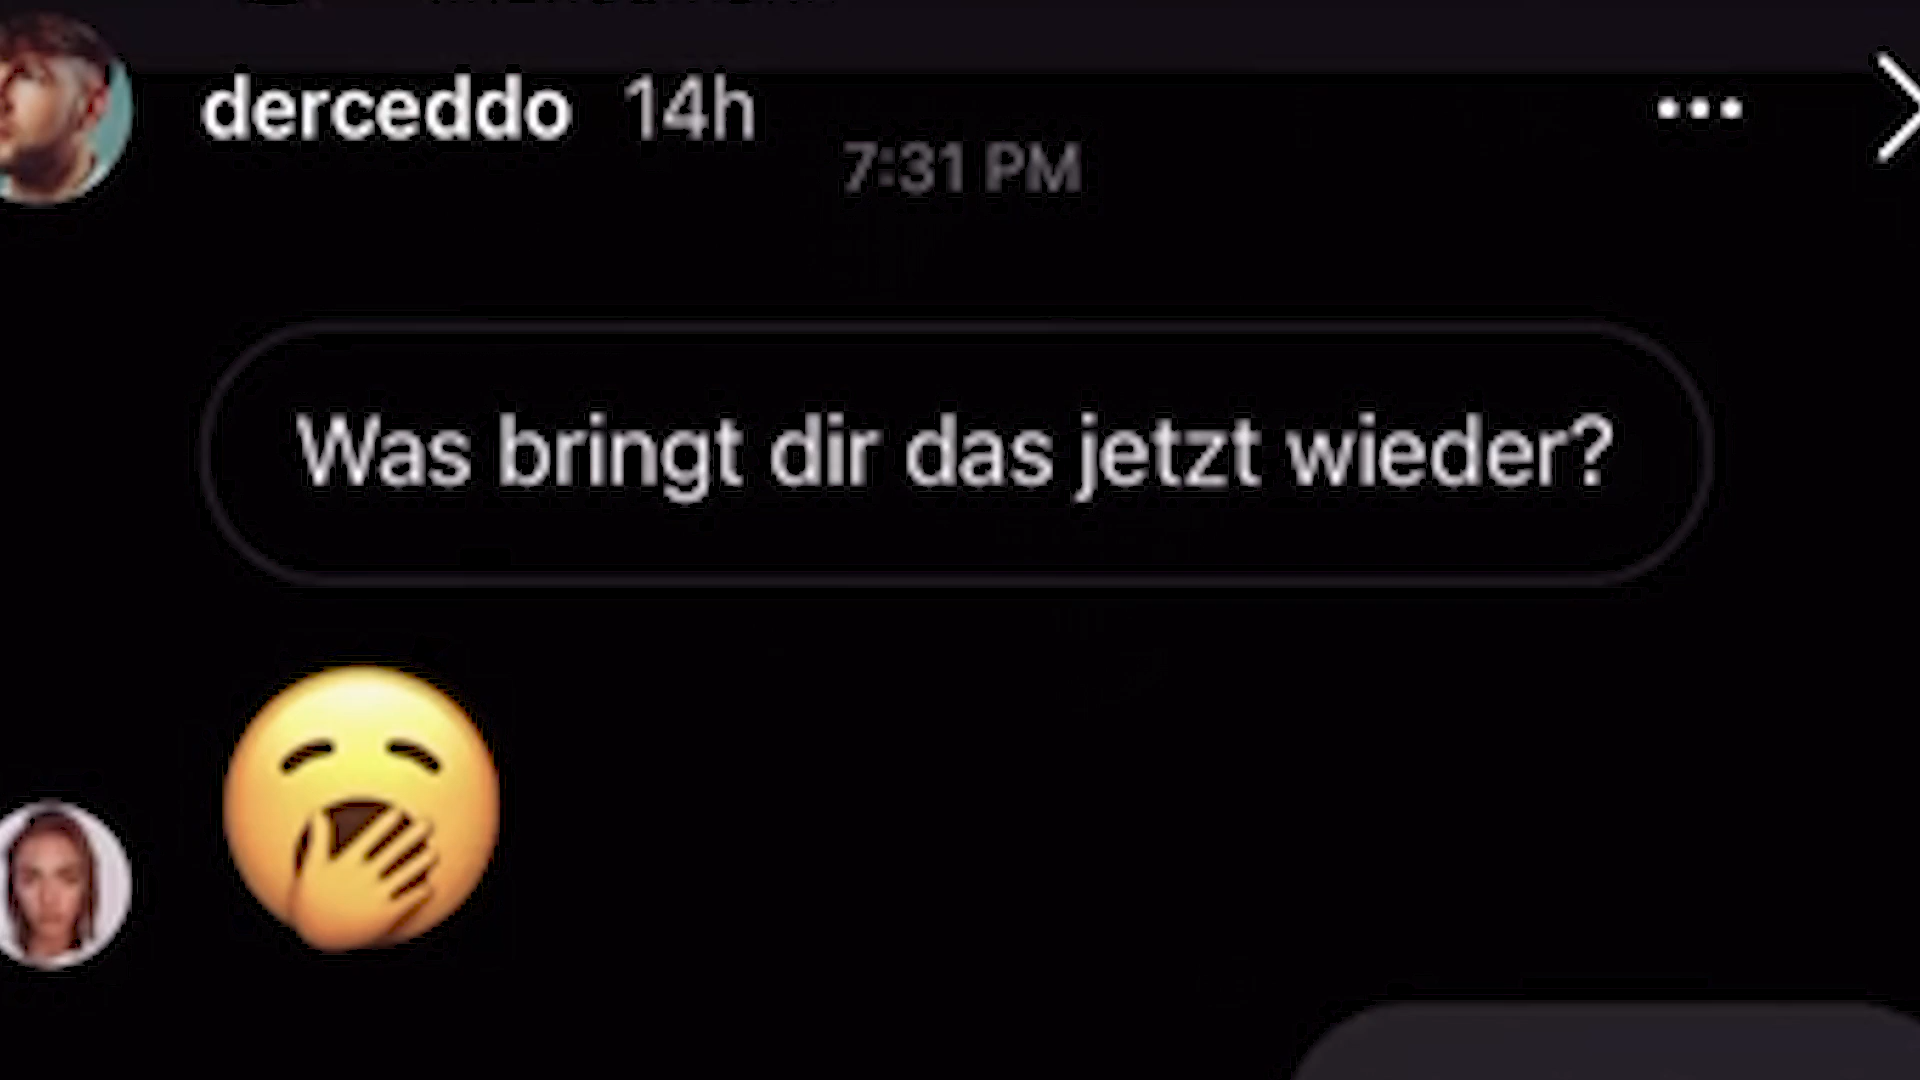 derceddo 14h
7:31 PM
Was bringt dir das jetzt wieder?